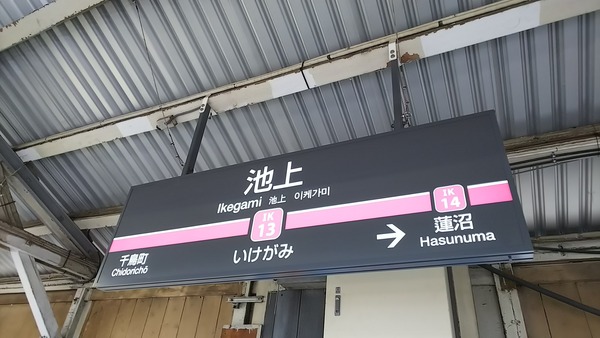 池上
Ikegami 池上 이케가미
IK
13
いけがみ
千鳥町
Chidorichō
IK
14
蓮沼
Hasunuma